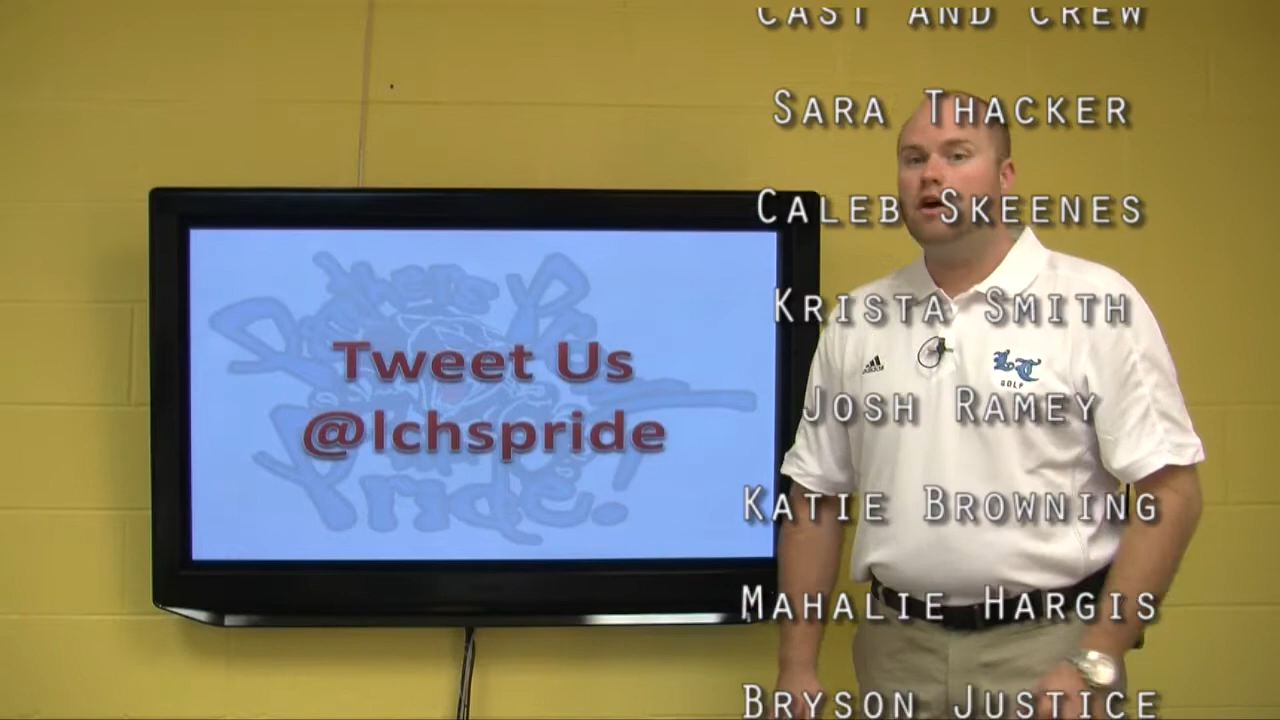 CAST AND CREW
SARA THACKER
CALEB SKEENES
KRISTA SMITH
JOSH RAMEY
KATIE BROWNING
MAHALIE HARGIS
BRYSON JUSTICE
Tweet Us
@lchspride
Pride!
adidas
LC
GOLF